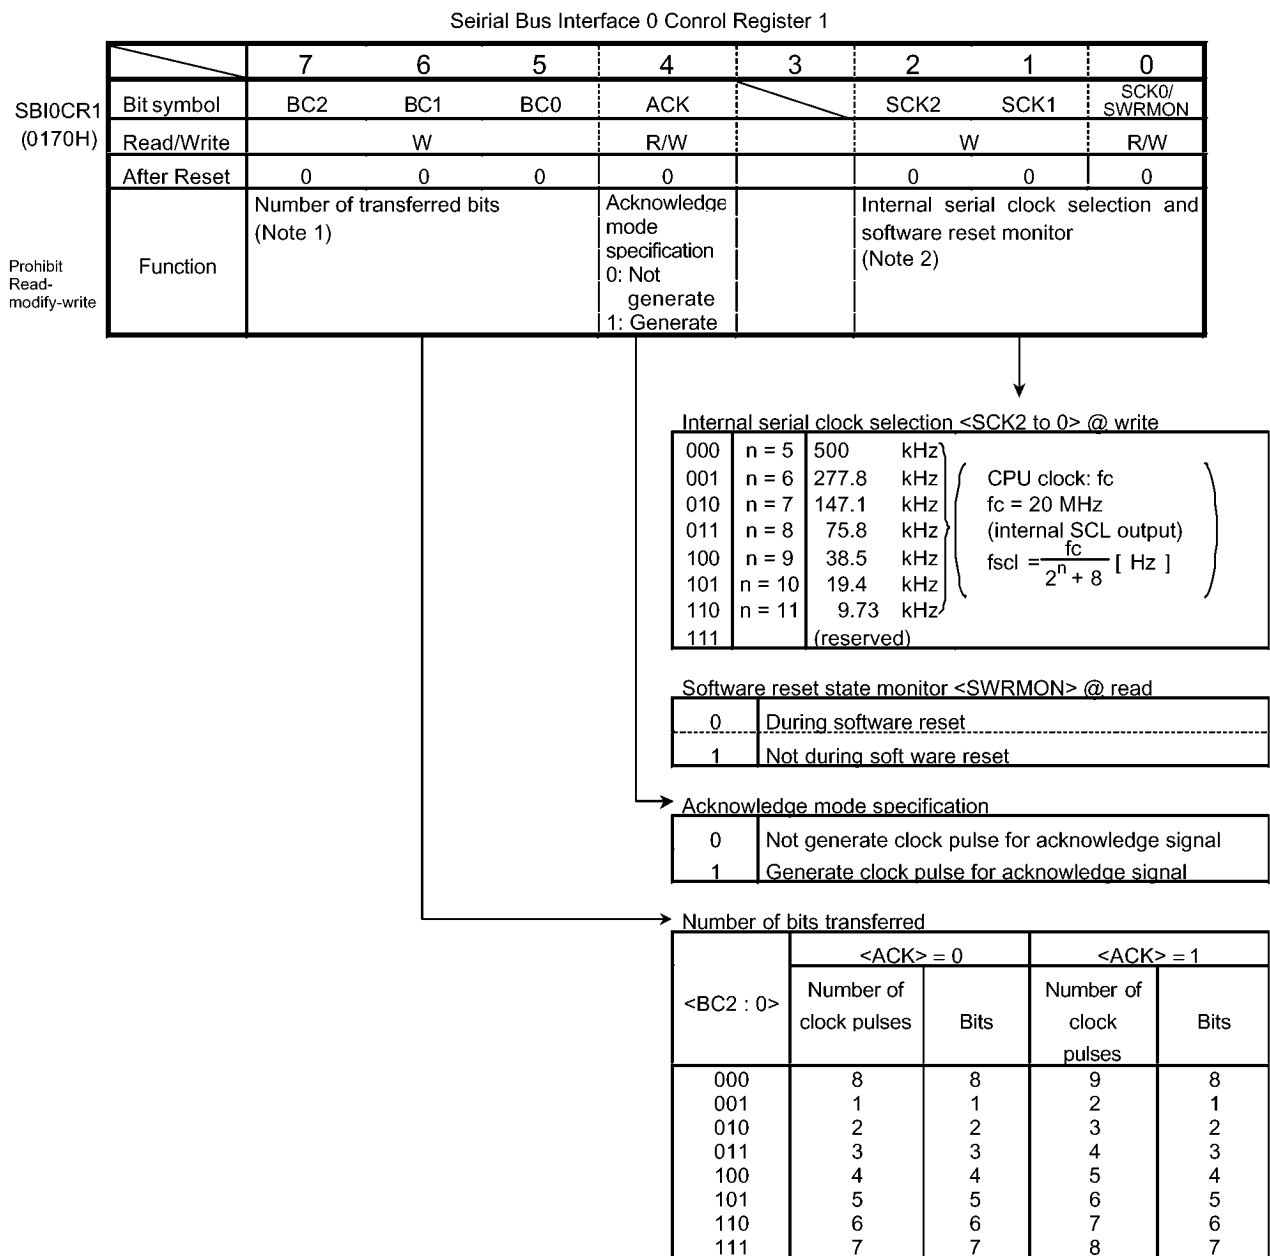 Seirial Bus Interface 0 Conrol Register 1
7 6 5 4 3 2 1 0
SBI0CR1
(0170H)
Bit symbol BC2 BC1 BC0 ACK SCK2 SCK1 SCK0/
SWRMON
Read/Write W R/W W R/W
After Reset 0 0 0 0 0 0 0
Prohibit
Read-
modify-write
Function
Number of transferred bits
(Note 1)
Acknowledge
mode
specification
0: Not
generate
1: Generate
Internal serial clock selection and
software reset monitor
(Note 2)
Internal serial clock selection <SCK2 to 0> @ write
000 n = 5 500 kHz
001 n = 6 277.8 kHz
010 n = 7 147.1 kHz
011 n = 8 75.8 kHz
100 n = 9 38.5 kHz
101 n = 10 19.4 kHz
110 n = 11 9.73 kHz
111 (reserved)
CPU clock: fc
fc = 20 MHz
(internal SCL output)
fscl = fc / 2^n + 8 [ Hz ]
Software reset state monitor <SWRMON> @ read
0 During software reset
1 Not during soft ware reset
Acknowledge mode specification
0 Not generate clock pulse for acknowledge signal
1 Generate clock pulse for acknowledge signal
Number of bits transferred
<BC2 : 0>
<ACK> = 0 <ACK> = 1
Number of
clock pulses
Bits
Number of
clock
pulses
Bits
000 8 8 9 8
001 1 1 2 1
010 2 2 3 2
011 3 3 4 3
100 4 4 5 4
101 5 5 6 5
110 6 6 7 6
111 7 7 8 7